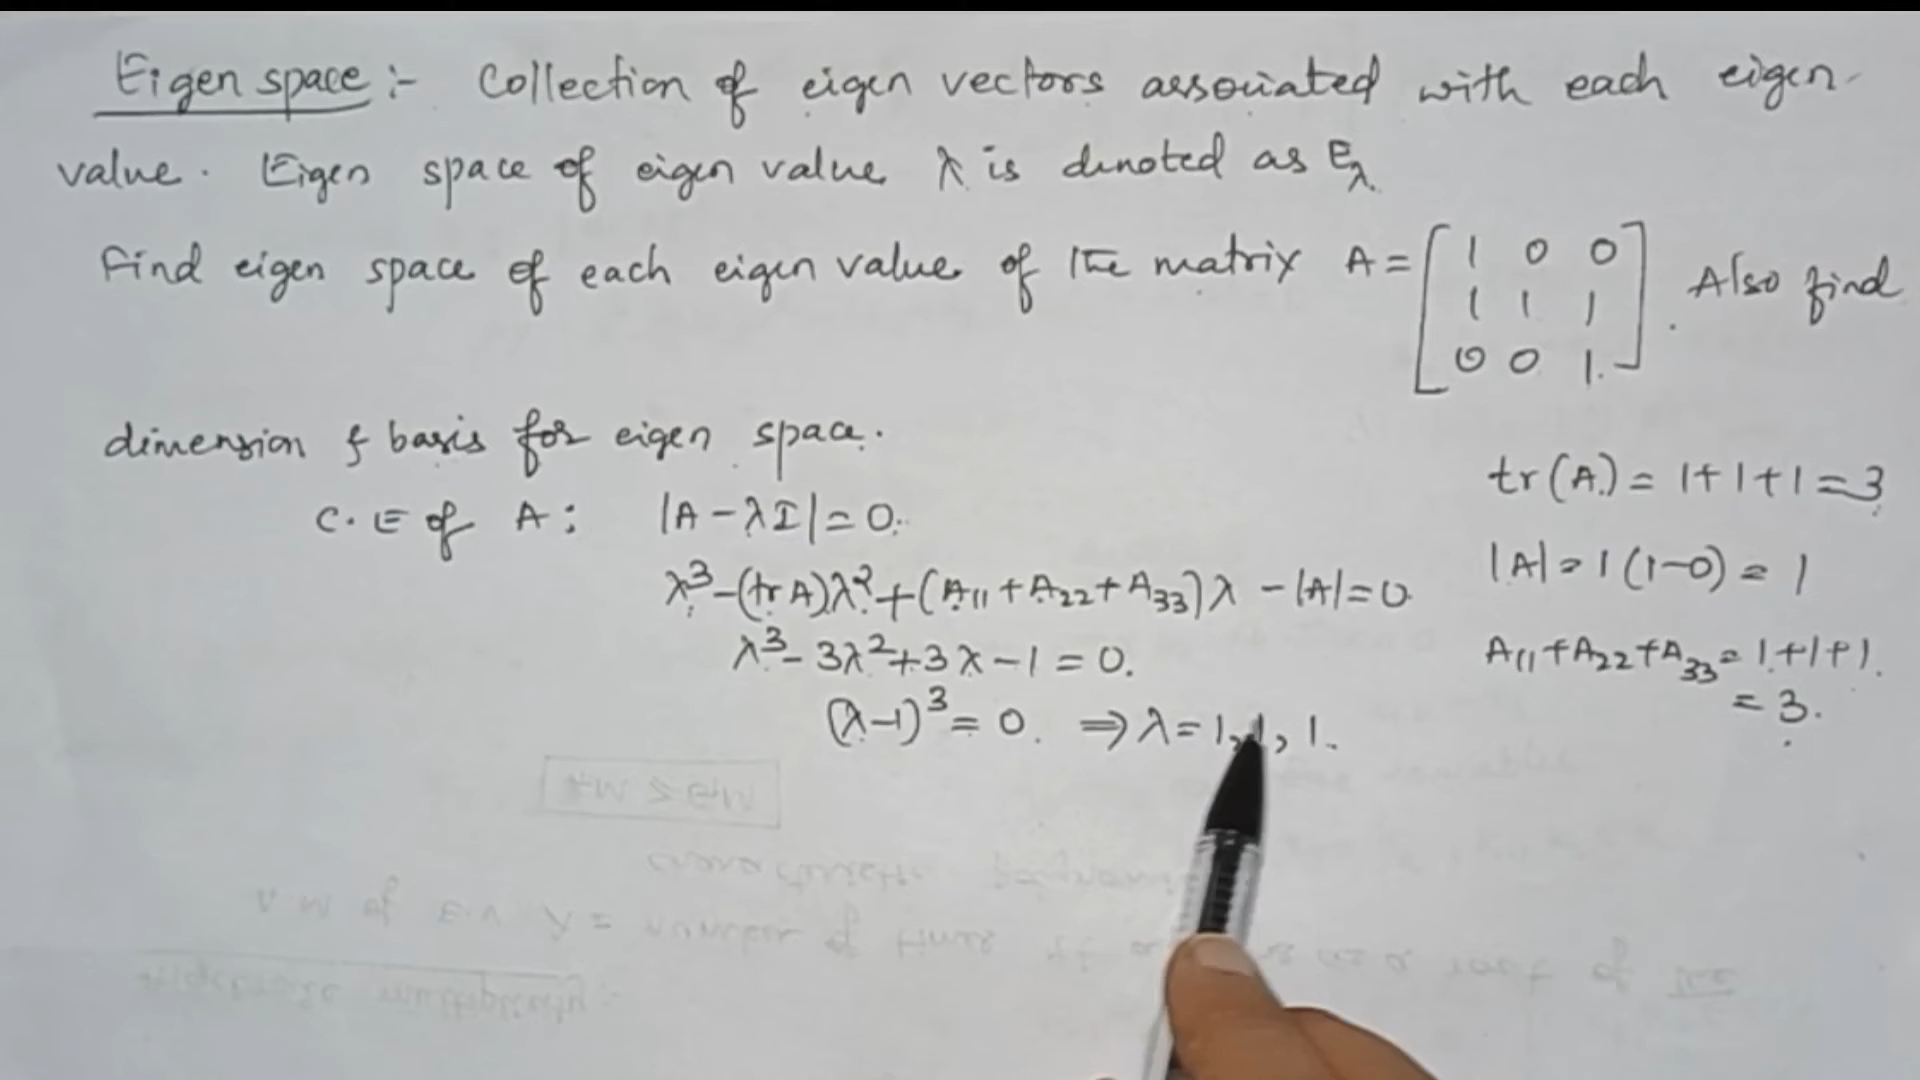 Eigen space :- Collection of eigen vectors associated with each eigen
value. Eigen space of eigen value λ is denoted as E_λ.
Find eigen space of each eigen value of the matrix A = [1 0 0; 1 1 1; 0 0 1]. Also find
dimension & basis for eigen space.
C.E of A : |A - λI| = 0.
λ³ - (tr A)λ² + (A₁₁ + A₂₂ + A₃₃)λ - |A| = 0
λ³ - 3λ² + 3λ - 1 = 0.
(λ-1)³ = 0. ⇒ λ = 1, 1, 1.
tr(A) = 1+1+1 = 3
|A| = 1(1-0) = 1
A₁₁ + A₂₂ + A₃₃ = 1+1+1.
= 3.